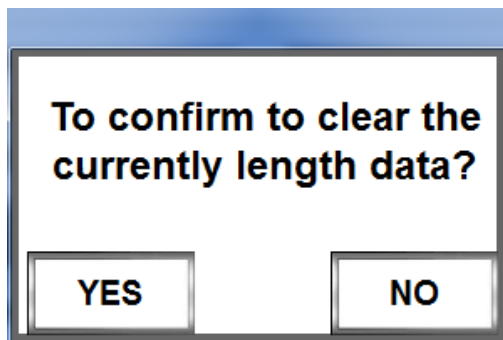 To confirm to clear the
currently length data?
YES
NO